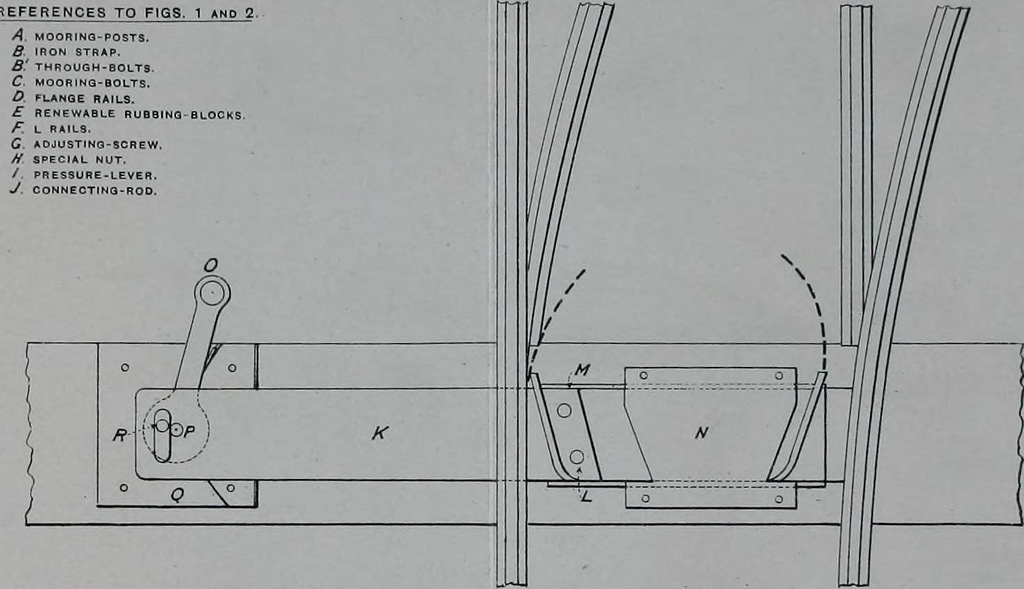 REFERENCES TO FIGS. 1 AND 2.
A. MOORING-POSTS.
B. IRON STRAP.
B' THROUGH-BOLTS.
C. MOORING-BOLTS.
D. FLANGE RAILS.
E RENEWABLE RUBBING-BLOCKS.
F. L RAILS.
G. ADJUSTING-SCREW.
H. SPECIAL NUT.
I. PRESSURE-LEVER.
J. CONNECTING-ROD.
O
M
R
P
K
N
Q
L